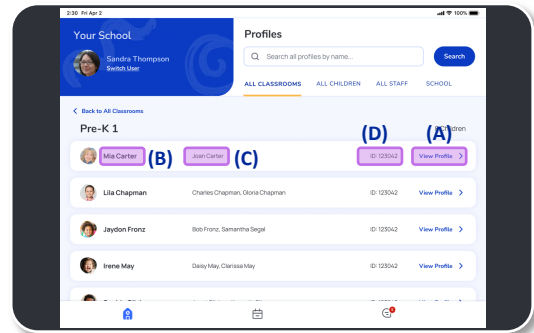 2:30 Fri Apr 2
100%
Your School
Sandra Thompson
Switch User
Profiles
Search all profiles by name...
Search
ALL CLASSROOMS ALL CHILDREN ALL STAFF SCHOOL
Back to All Classrooms
Pre-K 1
(D) (A)
Mia Carter (B) Joan Carter (C) ID: 123042 View Profile
Lila Chapman Charles Chapman, Gloria Chapman ID: 123042 View Profile
Jaydon Fronz Bob Fronz, Samantha Segal ID: 123042 View Profile
Irene May Daisy May, Clarissa May ID: 123042 View Profile